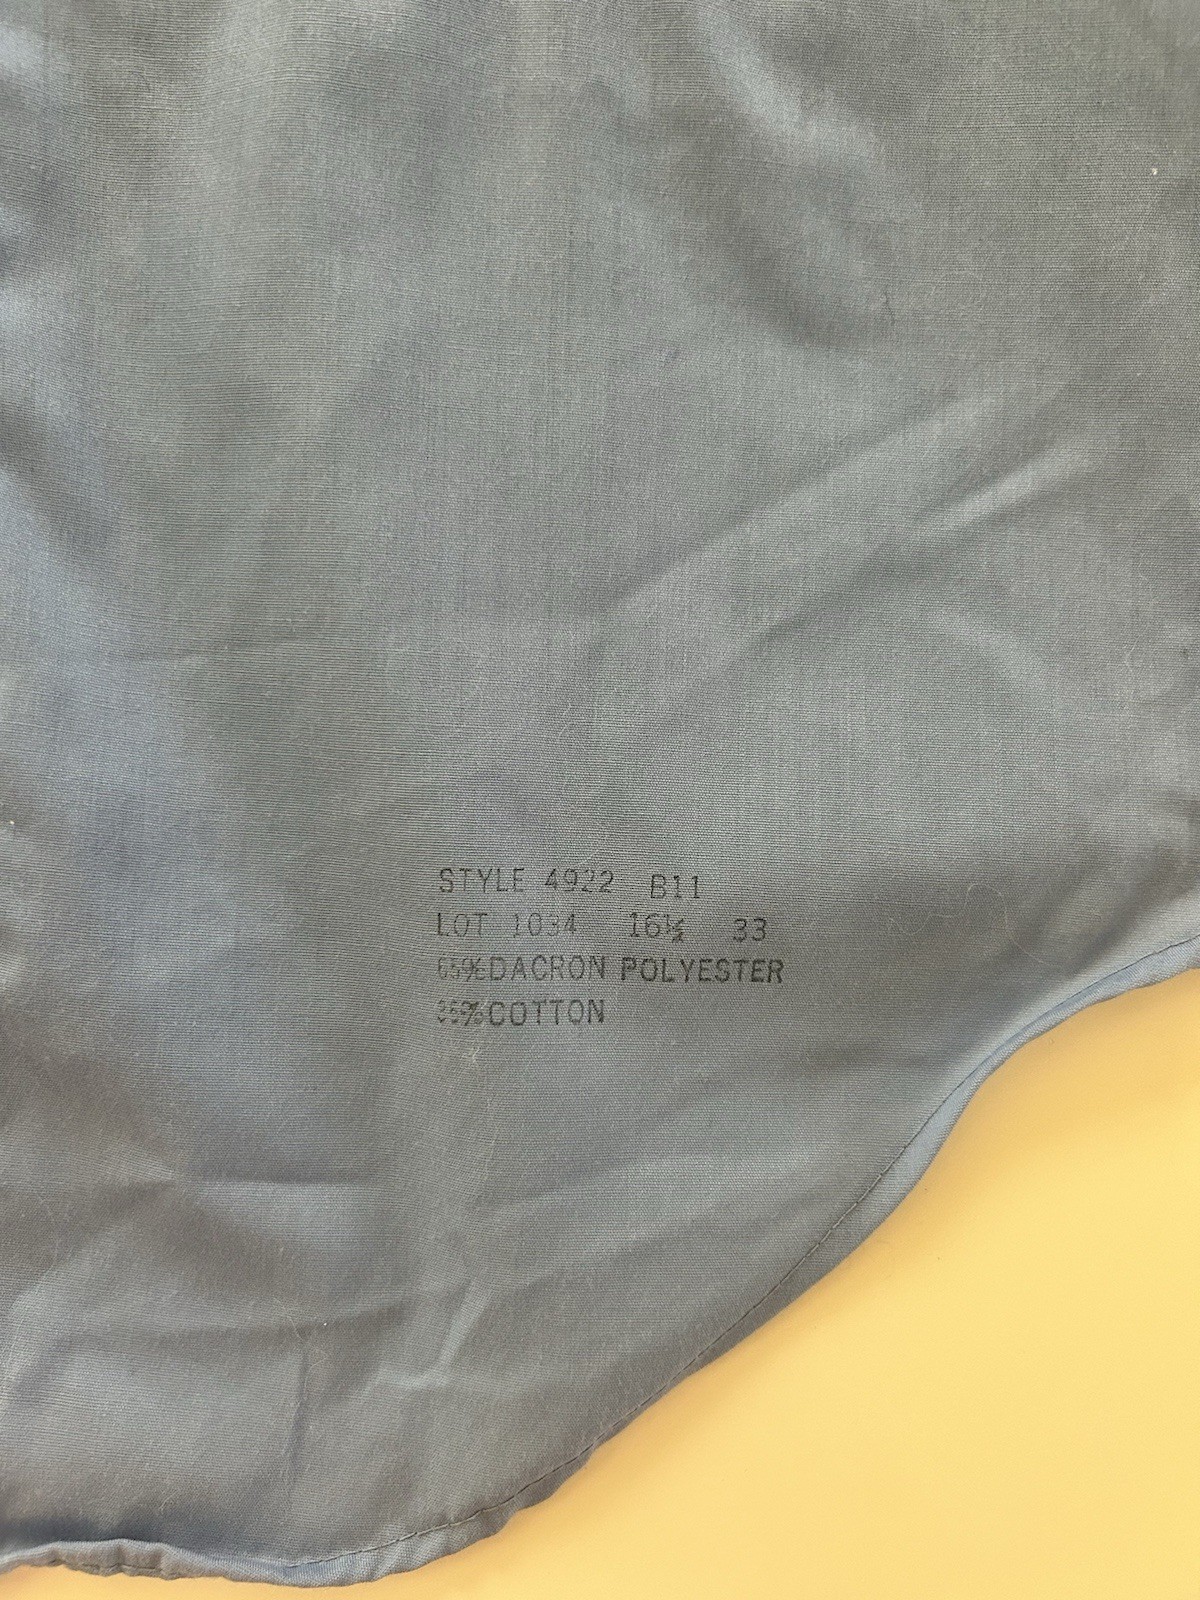 STYLE 4922 B11
LOT 1034 16½ 33
65% DACRON POLYESTER
35% COTTON